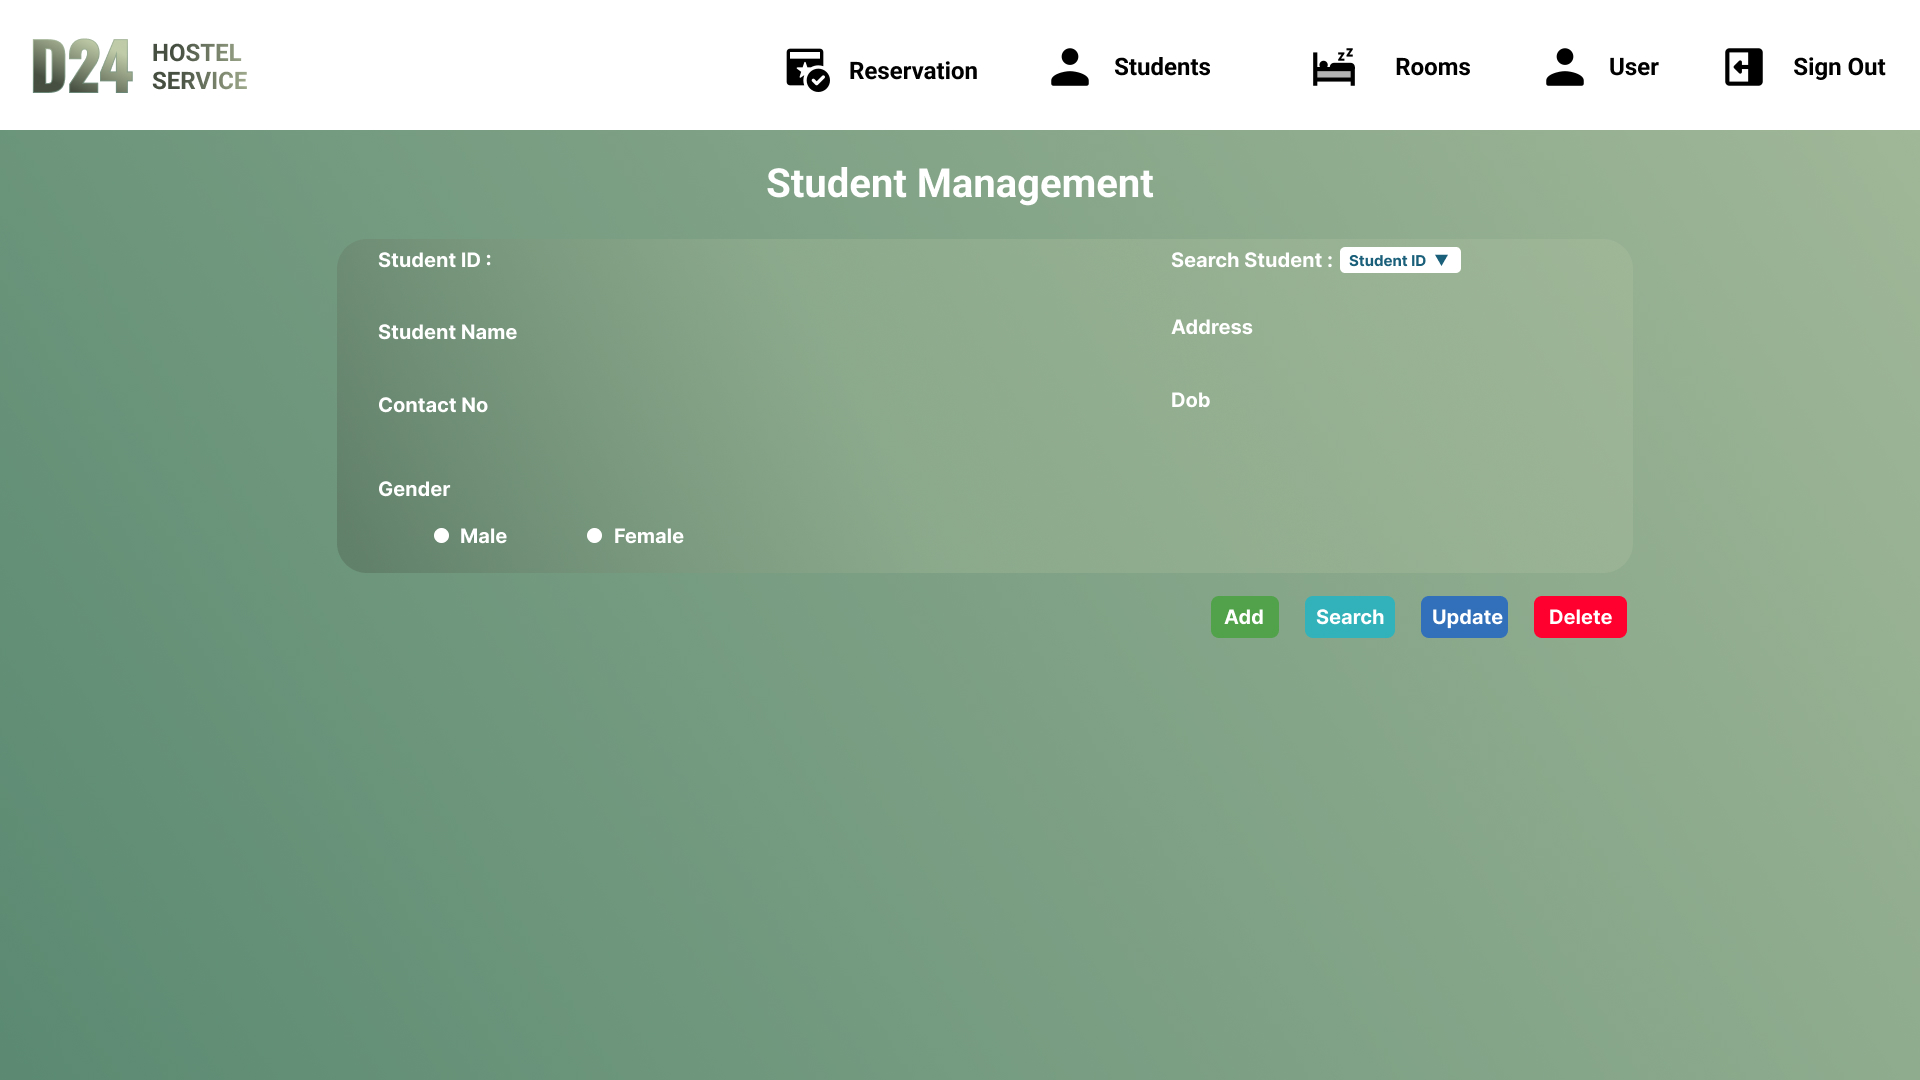 D24
HOSTEL
SERVICE
Reservation
Students
Rooms
User
Sign Out
Student Management
Student ID :
Search Student :
Student ID ▼
Student Name
Address
Contact No
Dob
Gender
Male
Female
Add
Search
Update
Delete